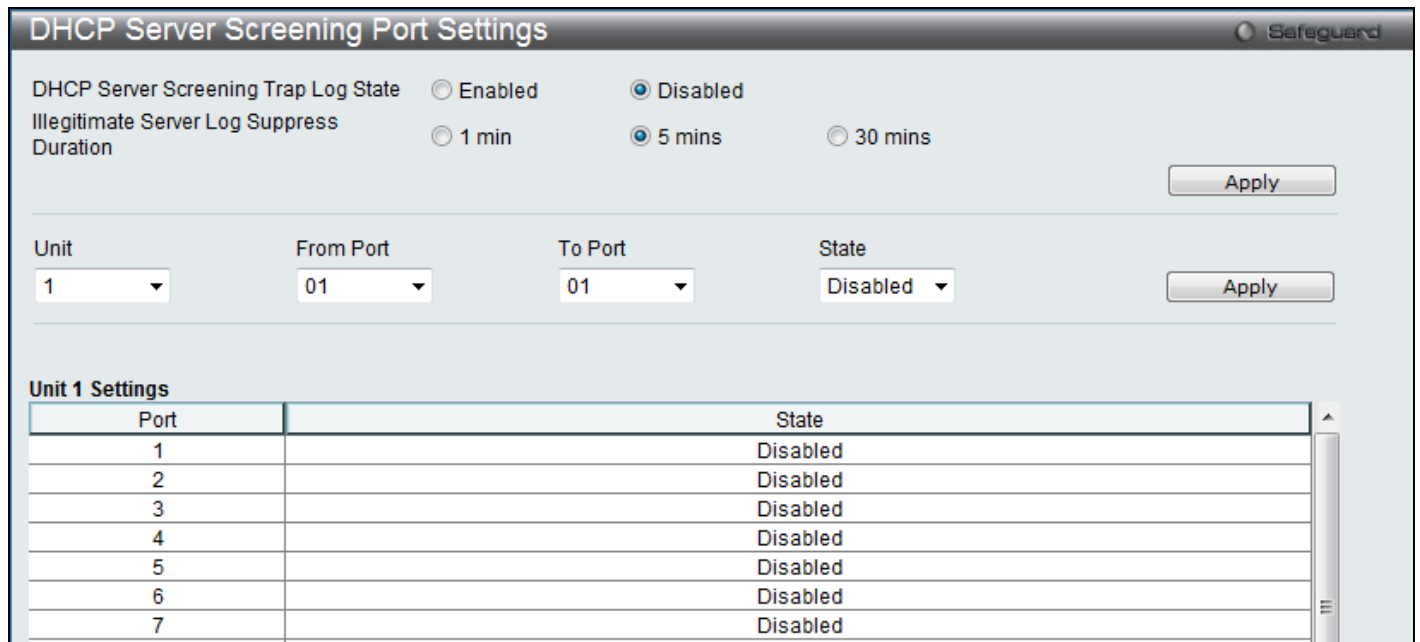 DHCP Server Screening Port Settings
Safeguard
DHCP Server Screening Trap Log State Enabled Disabled
Illegitimate Server Log Suppress
Duration
1 min 5 mins 30 mins
Apply
Unit From Port To Port State
1 01 01 Disabled Apply
Unit 1 Settings
Port State
1 Disabled
2 Disabled
3 Disabled
4 Disabled
5 Disabled
6 Disabled
7 Disabled